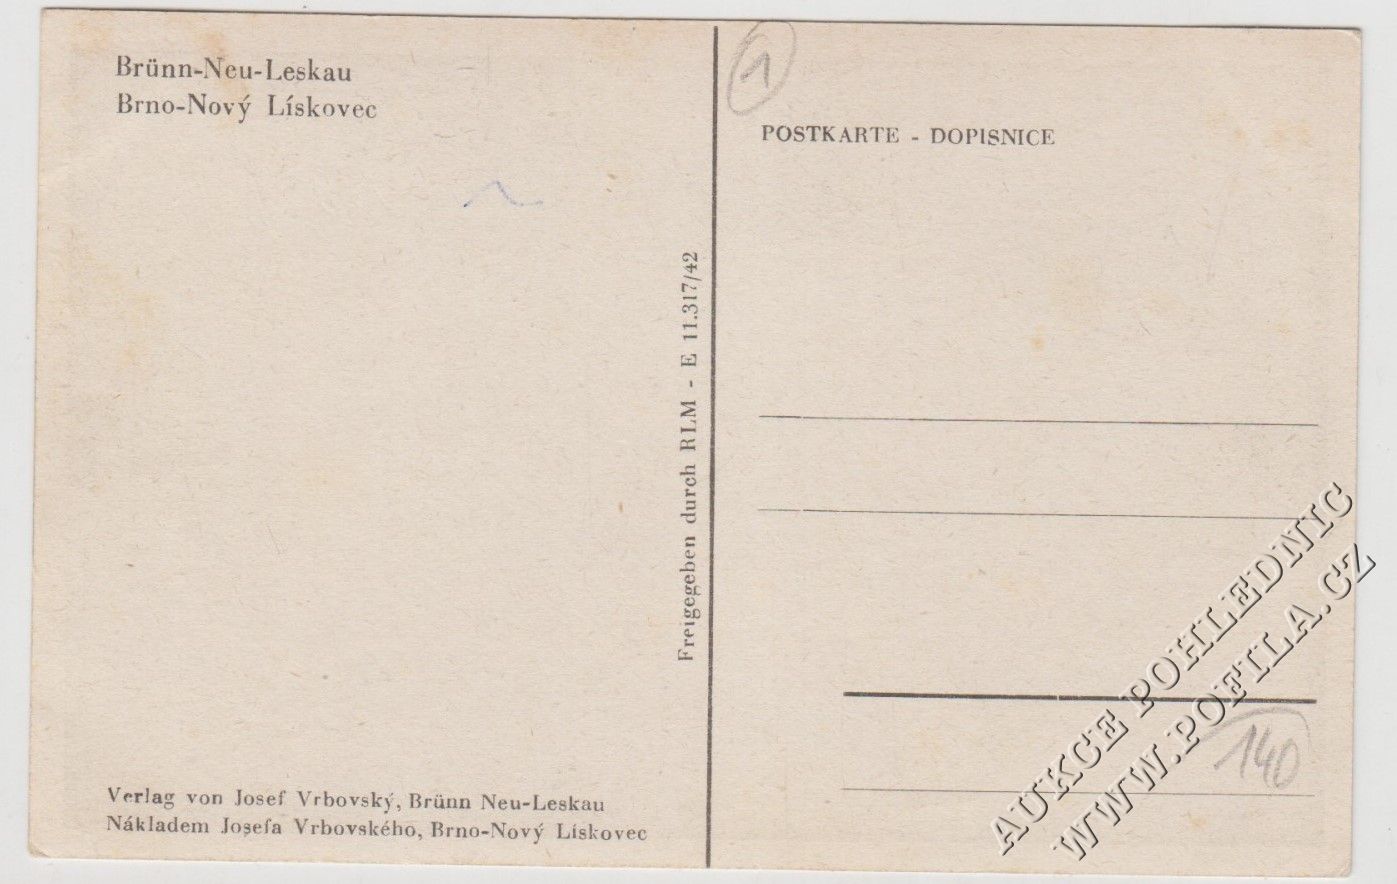 Brünn-Neu-Leskau
Brno-Nový Lískovec
1
POSTKARTE - DOPISNICE
Freigegeben durch RLM - E 11.317/42
140
Verlag von Josef Vrbovský, Brünn Neu-Leskau
Nákladem Josefa Vrbovského, Brno-Nový Lískovec
AUKCE POHLEDNIC
WWW.POFILA.CZ